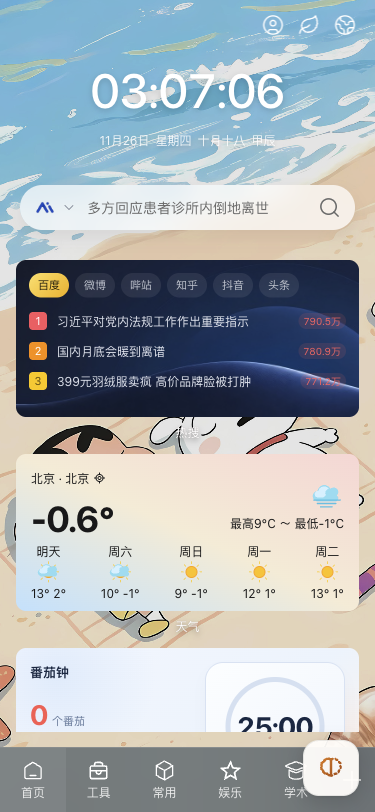 03:07:06
11月26日 星期四 十月十八 甲辰
多方回应患者诊所内倒地离世
百度 微博 哔站 知乎 抖音 头条
1 习近平对党内法规工作作出重要指示 790.5万
2 国内月底会暖到离谱 780.9万
3 399元羽绒服卖疯 高价品牌脸被打肿 771.2万
热搜
北京 · 北京
-0.6°
最高9°C ～ 最低-1°C
明天 周六 周日 周一 周二
13° 2° 10° -1° 9° -1° 12° 1° 13° 1°
天气
番茄钟
0 个番茄
25:00
首页 工具 常用 娱乐 学术